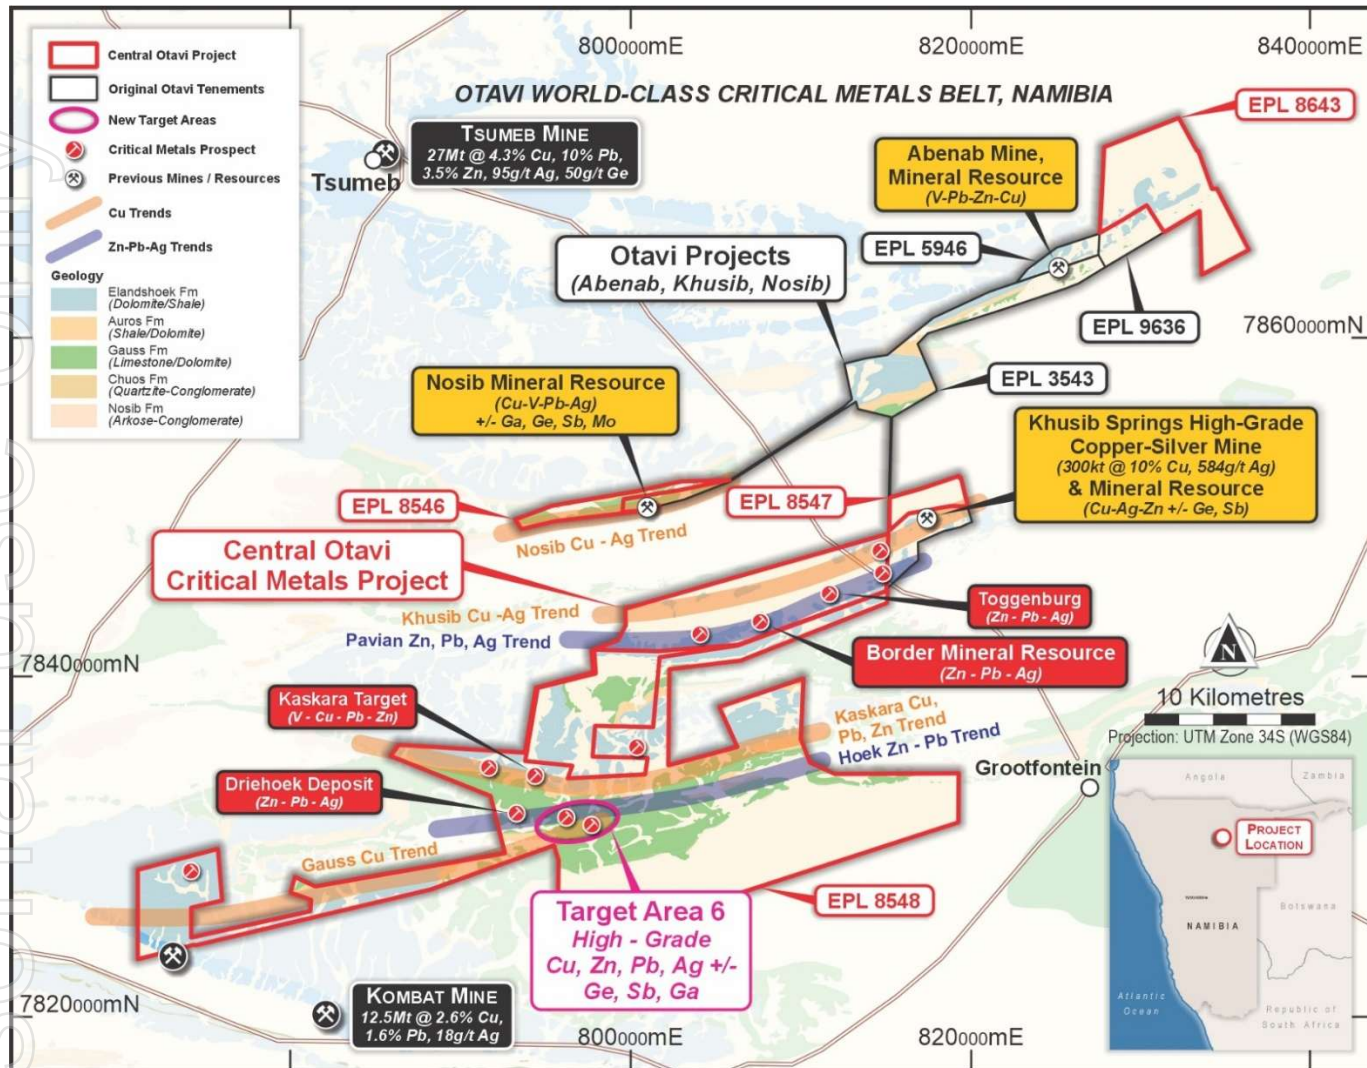 800000mE
820000mE
840000mE
OTAVI WORLD-CLASS CRITICAL METALS BELT, NAMIBIA
Central Otavi Project
Original Otavi Tenements
New Target Areas
Critical Metals Prospect
Previous Mines / Resources
Cu Trends
Zn-Pb-Ag Trends
Geology
Elandshoek Fm
(Dolomite/Shale)
Auros Fm
(Shale/Dolomite)
Gauss Fm
(Limestone/Dolomite)
Chuos Fm
(Quartzite-Conglomerate)
Nosib Fm
(Arkose-Conglomerate)
TSUMEB MINE
27Mt @ 4.3% Cu, 10% Pb,
3.5% Zn, 95g/t Ag, 50g/t Ge
Tsumeb
EPL 8643
Abenab Mine,
Mineral Resource
(V-Pb-Zn-Cu)
EPL 5946
Otavi Projects
(Abenab, Khusib, Nosib)
EPL 9636
7860000mN
EPL 3543
Nosib Mineral Resource
(Cu-V-Pb-Ag)
+/- Ga, Ge, Sb, Mo
Khusib Springs High-Grade
Copper-Silver Mine
(300kt @ 10% Cu, 584g/t Ag)
& Mineral Resource
(Cu-Ag-Zn +/- Ge, Sb)
EPL 8546
EPL 8547
Nosib Cu - Ag Trend
Central Otavi
Critical Metals Project
Khusib Cu -Ag Trend
Pavian Zn, Pb, Ag Trend
Toggenburg
(Zn - Pb - Ag)
Border Mineral Resource
(Zn - Pb - Ag)
7840000mN
N
10 Kilometres
Projection: UTM Zone 34S (WGS84)
Kaskara Target
(V - Cu - Pb - Zn)
Kaskara Cu,
Pb, Zn Trend
Hoek Zn - Pb Trend
Grootfontein
Driehoek Deposit
(Zn - Pb - Ag)
Gauss Cu Trend
EPL 8548
Target Area 6
High - Grade
Cu, Zn, Pb, Ag +/-
Ge, Sb, Ga
Angola
Zambia
PROJECT
LOCATION
Botswana
NAMIBIA
Atlantic
Ocean
Republic of
South Africa
KOMBAT MINE
12.5Mt @ 2.6% Cu,
1.6% Pb, 18g/t Ag
7820000mN
800000mE
820000mE